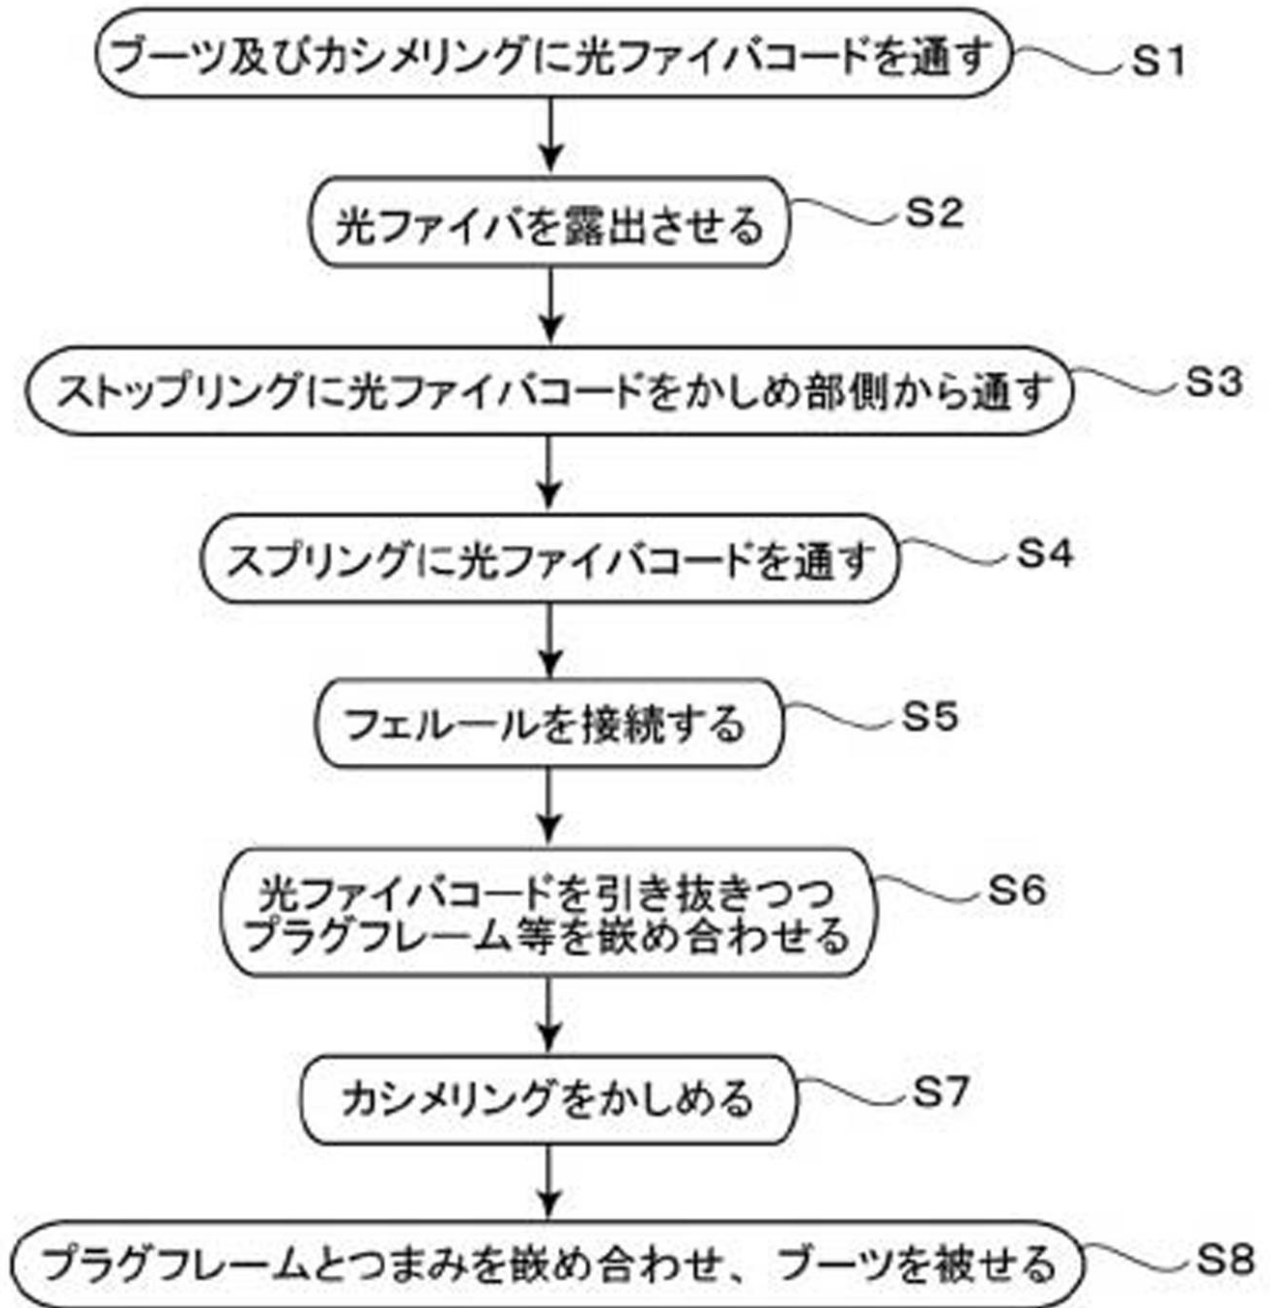 ブーツ及びカシメリングに光ファイバコードを通す S1
光ファイバを露出させる S2
ストップリングに光ファイバコードをかしめ部側から通す S3
スプリングに光ファイバコードを通す S4
フェルールを接続する S5
光ファイバコードを引き抜きつつ S6
プラグフレーム等を嵌め合わせる
カシメリングをかしめる S7
プラグフレームとつまみを嵌め合わせ、ブーツを被せる S8